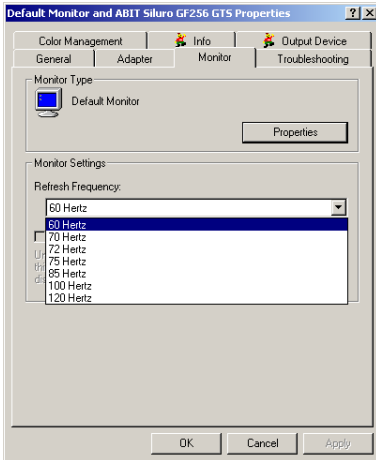 Default Monitor and ABIT Siluro GF256 GTS Properties
Color Management Info Output Device
General Adapter Monitor Troubleshooting
Monitor Type
Default Monitor
Properties
Monitor Settings
Refresh Frequency:
60 Hertz
60 Hertz
70 Hertz
72 Hertz
75 Hertz
85 Hertz
100 Hertz
120 Hertz
OK Cancel Apply